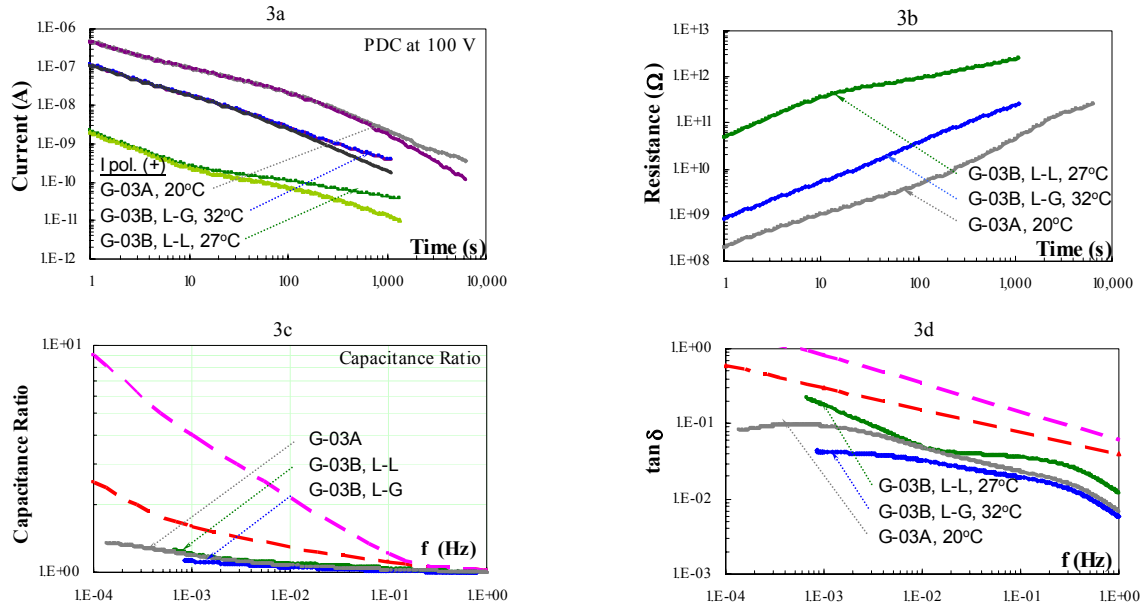 3a
PDC at 100 V
Current (A)
1.E-06
1.E-07
1.E-08
1.E-09
1.E-10
1.E-11
1.E-12
I pol. (+)
G-03A, 20°C
G-03B, L-G, 32°C
G-03B, L-L, 27°C
Time (s)
1
10
100
1,000
10,000
3b
Resistance (Ω)
1.E+13
1.E+12
1.E+11
1.E+10
1.E+09
1.E+08
G-03B, L-L, 27°C
G-03B, L-G, 32°C
G-03A, 20°C
Time (s)
1
10
100
1,000
10,000
3c
Capacitance Ratio
Capacitance Ratio
1.E+01
1.E+00
G-03A
G-03B, L-L
G-03B, L-G
f (Hz)
1.E-04
1.E-03
1.E-02
1.E-01
1.E+00
3d
tan δ
1.E+00
1.E-01
1.E-02
1.E-03
G-03B, L-L, 27°C
G-03B, L-G, 32°C
G-03A, 20°C
f (Hz)
1.E-04
1.E-03
1.E-02
1.E-01
1.E+00